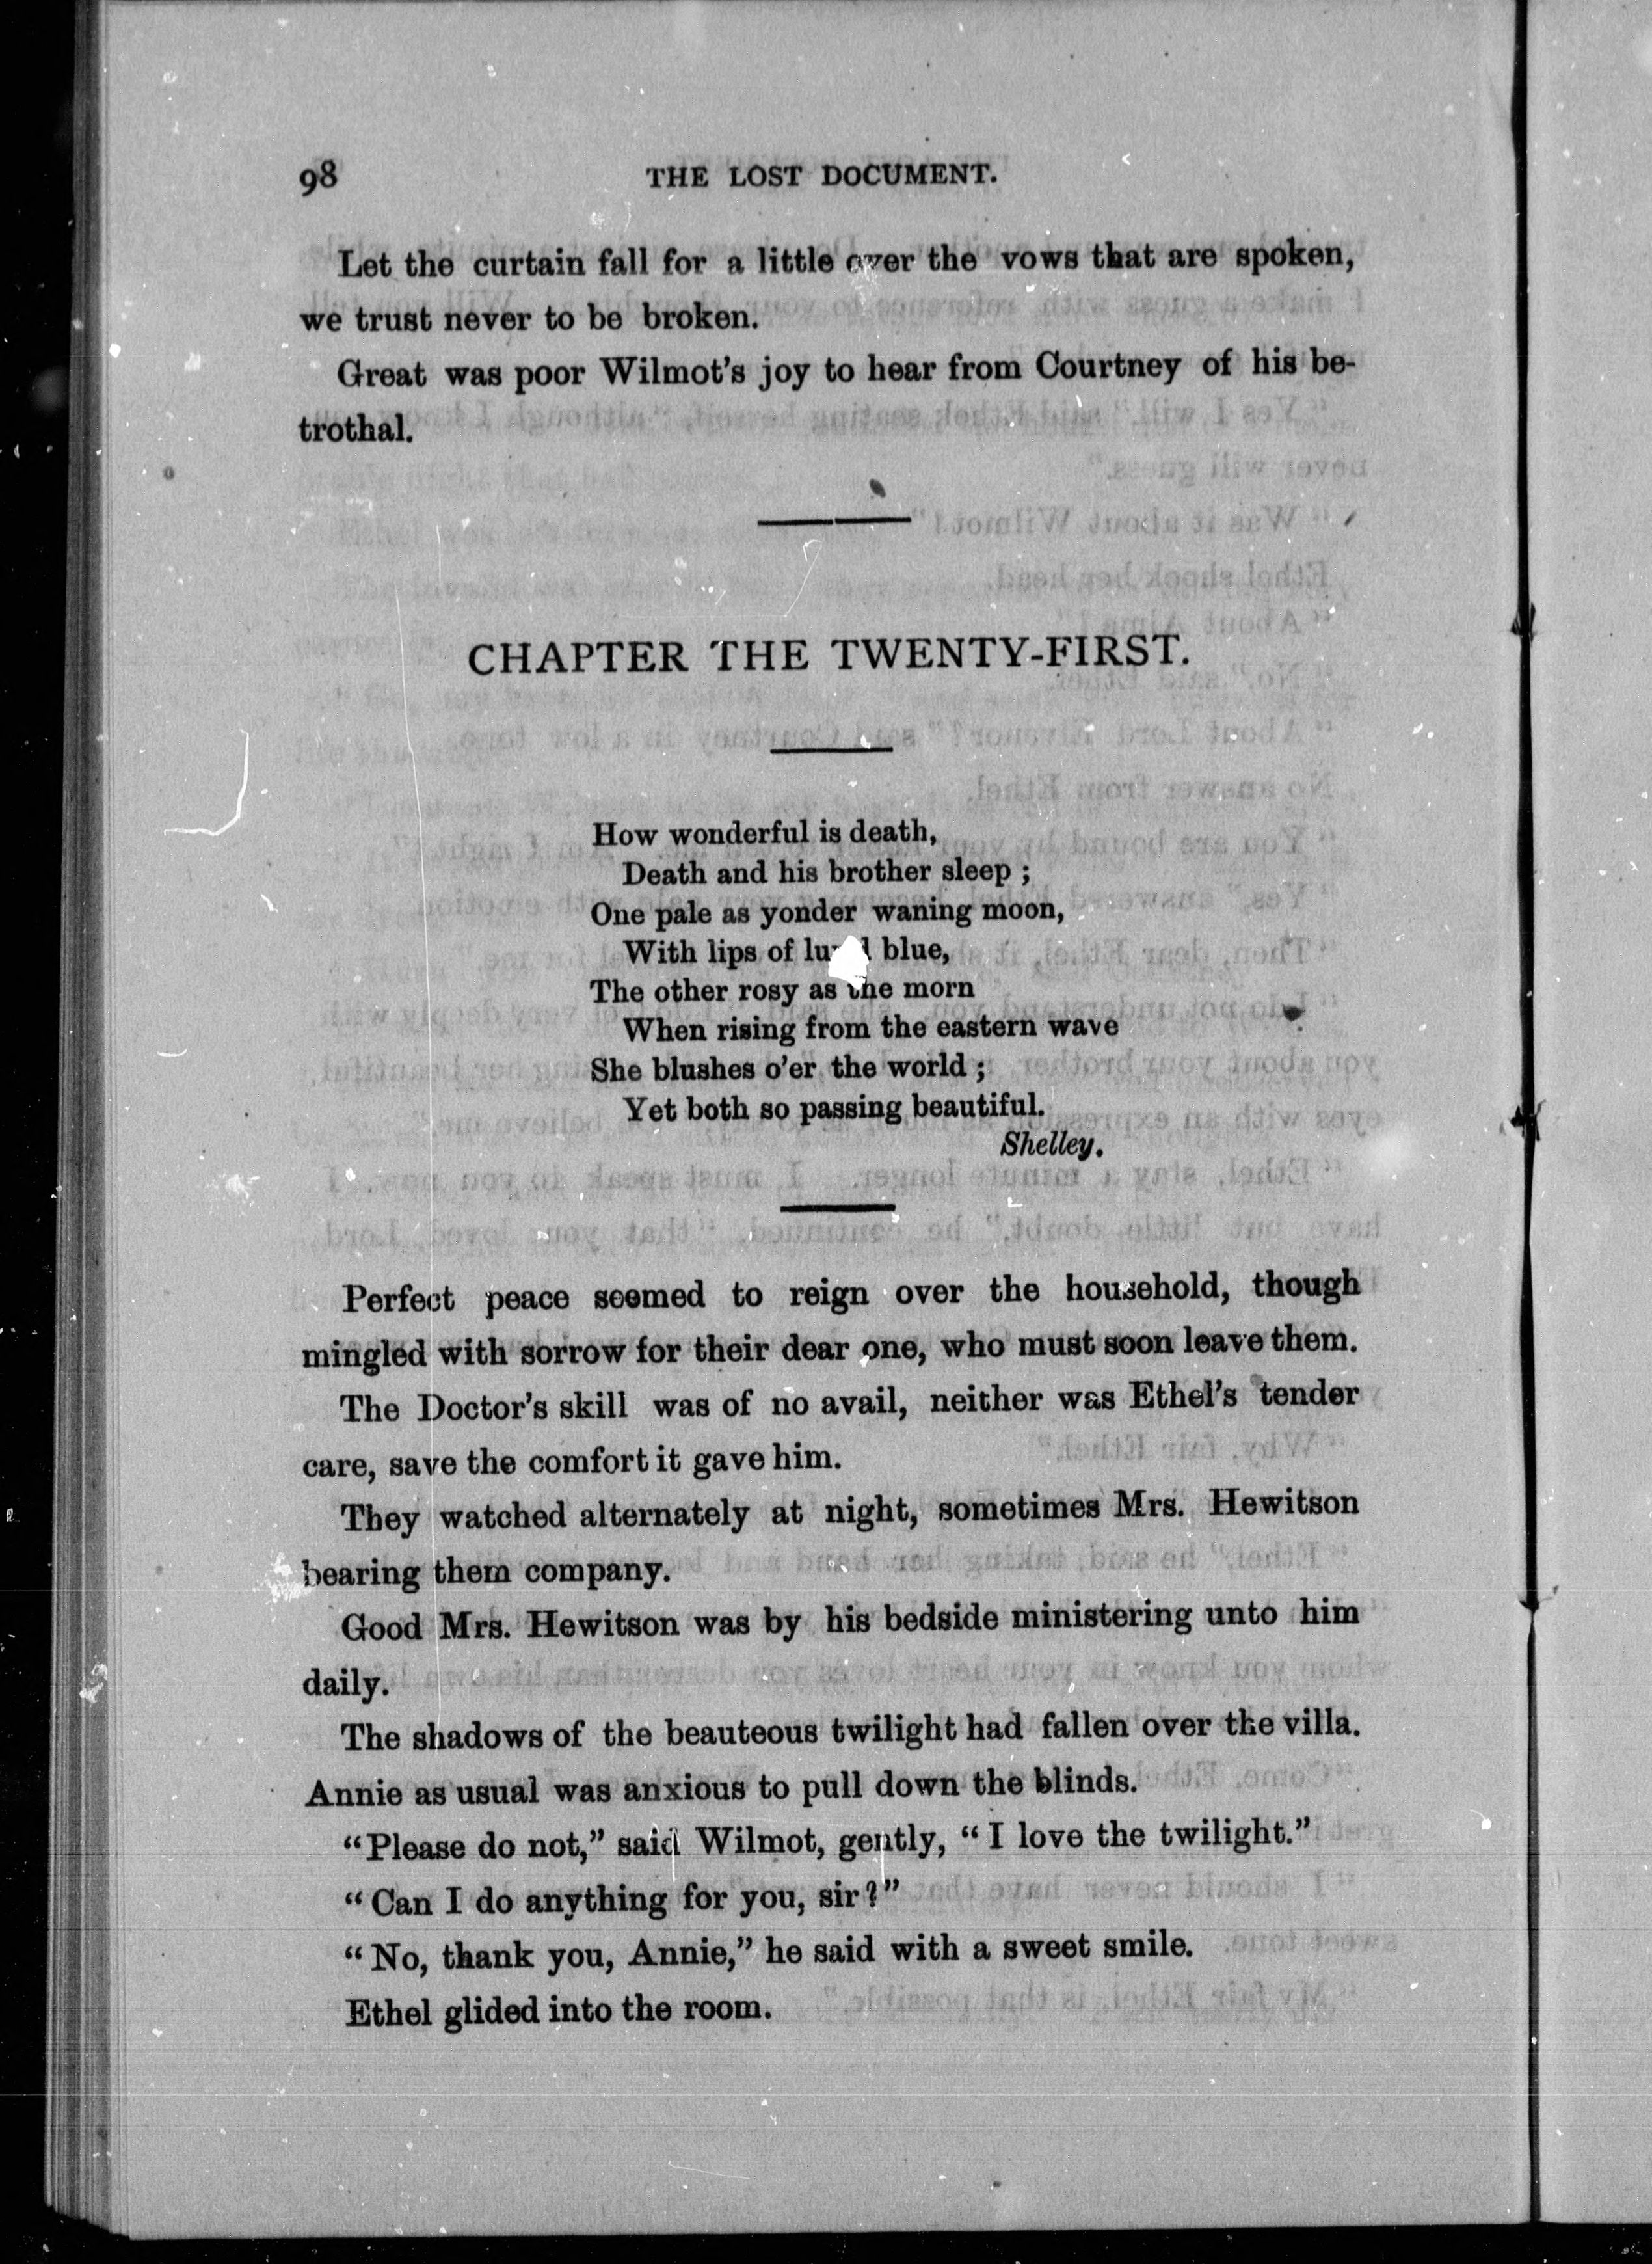 98 THE LOST DOCUMENT.
Let the curtain fall for a little over the vows that are spoken,
we trust never to be broken.
Great was poor Wilmot's joy to hear from Courtney of his be-
trothal.
CHAPTER THE TWENTY-FIRST.
How wonderful is death,
Death and his brother sleep ;
One pale as yonder waning moon,
With lips of blue,
The other rosy as the morn
When rising from the eastern wave
She blushes o'er the world ;
Yet both so passing beautiful.
Shelley.
Perfect peace seemed to reign over the household, though
mingled with sorrow for their dear one, who must soon leave them.
The Doctor's skill was of no avail, neither was Ethel's tender
care, save the comfort it gave him.
They watched alternately at night, sometimes Mrs. Hewitson
bearing them company.
Good Mrs. Hewitson was by his bedside ministering unto him
daily.
The shadows of the beauteous twilight had fallen over the villa.
Annie as usual was anxious to pull down the blinds.
"Please do not," said Wilmot, gently, "I love the twilight."
"Can I do anything for you, sir?"
"No, thank you, Annie," he said with a sweet smile.
Ethel glided into the room.